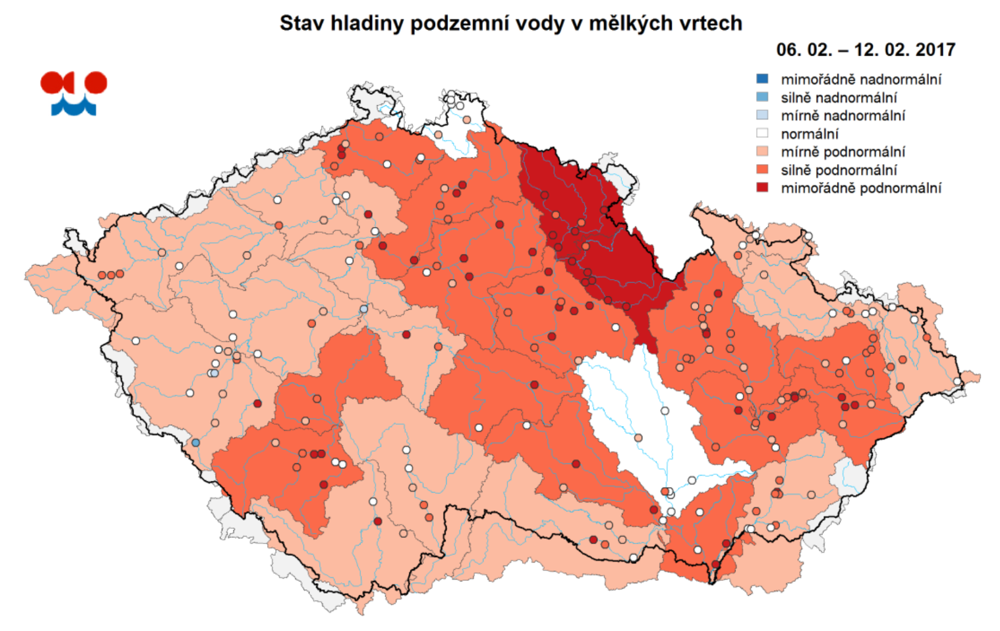 Stav hladiny podzemní vody v mělkých vrtech
06. 02. – 12. 02. 2017
mimořádně nadnormální
silně nadnormální
mírně nadnormální
normální
mírně podnormální
silně podnormální
mimořádně podnormální